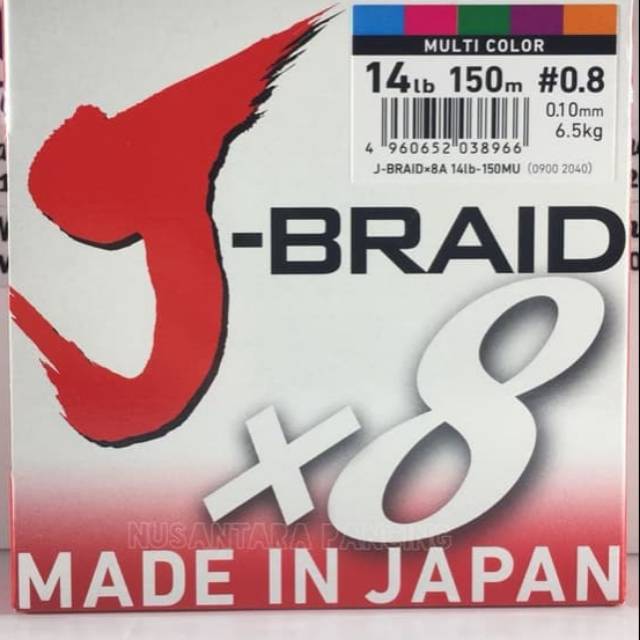 MULTI COLOR
14lb 150m #0.8
0.10mm
6.5kg
4 960652 038966
J-BRAID×8A 14lb-150MU (0900 2040)
J-BRAID
×8
NUSANTARA PANCING
MADE IN JAPAN